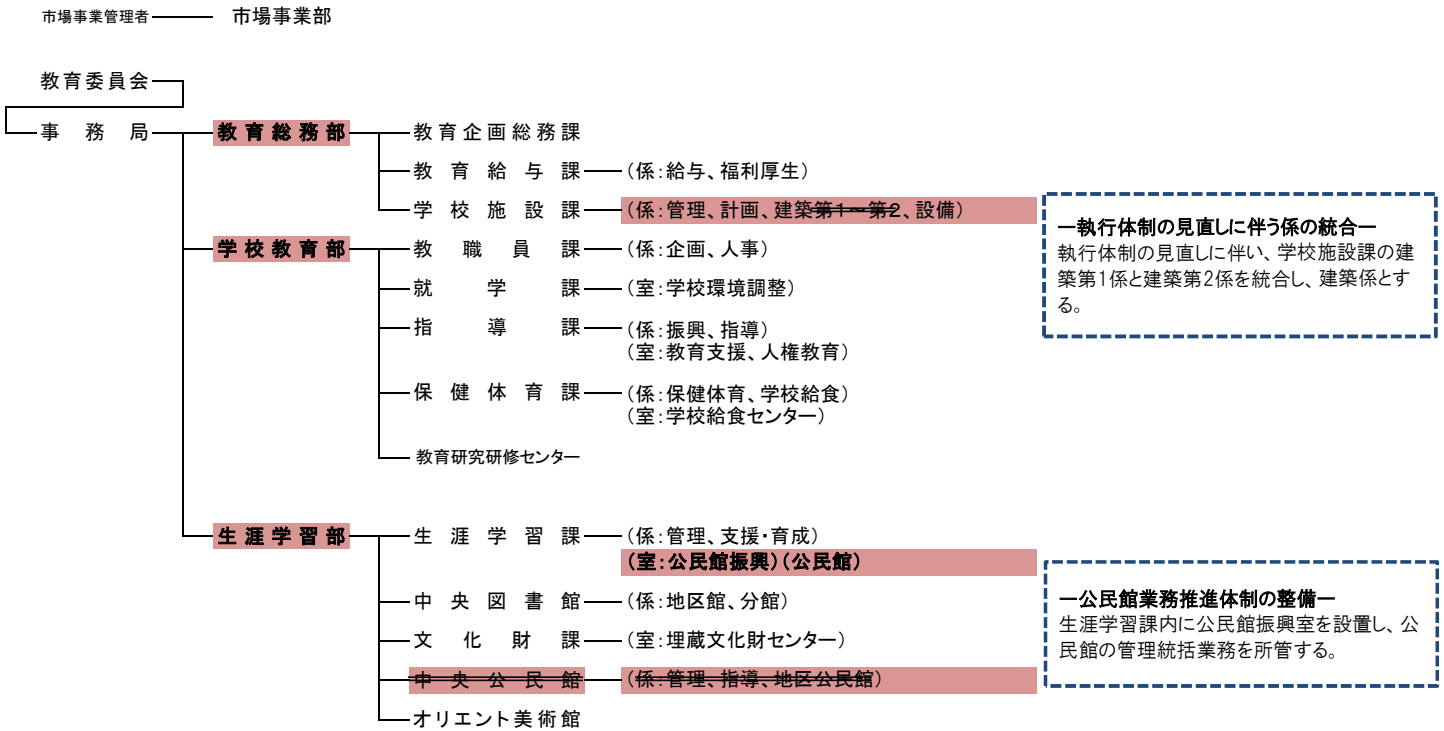 市場事業管理者 市場事業部
教育委員会
事務局 教育総務部 教育企画総務課
教育給与課 (係:給与、福利厚生)
学校施設課 (係:管理、計画、建築第1～第2、設備)
―執行体制の見直しに伴う係の統合―
執行体制の見直しに伴い、学校施設課の建
築第1係と建築第2係を統合し、建築係とす
る。
学校教育部 教職員課 (係:企画、人事)
就学課 (室:学校環境調整)
指導課 (係:振興、指導)
(室:教育支援、人権教育)
保健体育課 (係:保健体育、学校給食)
(室:学校給食センター)
教育研究研修センター
生涯学習部 生涯学習課 (係:管理、支援・育成)
(室:公民館振興)(公民館)
中央図書館 (係:地区館、分館)
文化財課 (室:埋蔵文化財センター)
中央公民館 (係:管理、指導、地区公民館)
オリエント美術館
―公民館業務推進体制の整備―
生涯学習課内に公民館振興室を設置し、公
民館の管理統括業務を所管する。